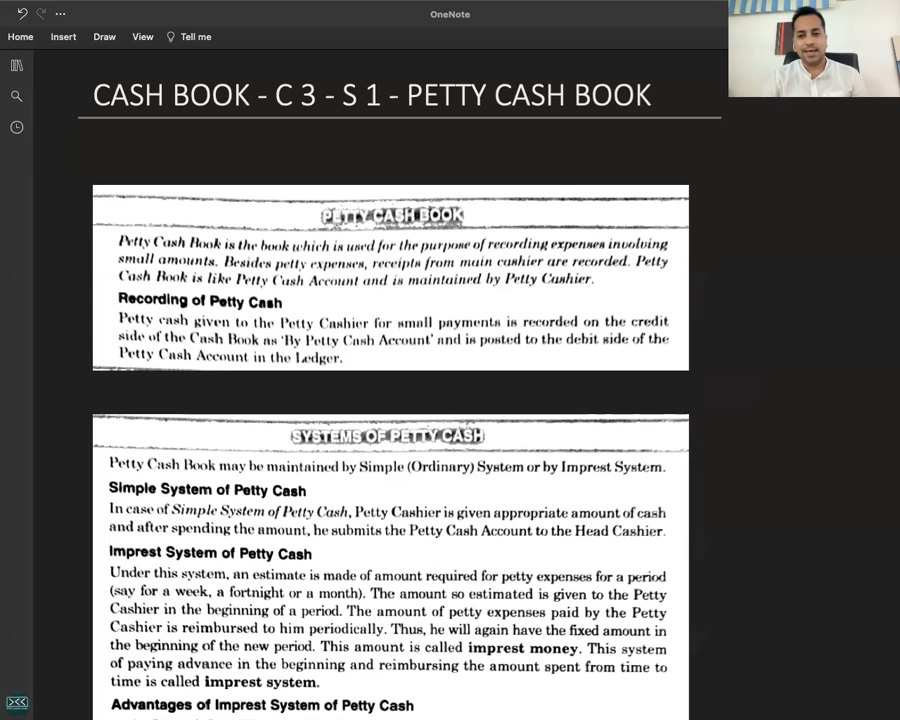 OneNote
Home Insert Draw View Tell me
CASH BOOK - C 3 - S 1 - PETTY CASH BOOK
PETTY CASH BOOK
Petty Cash Book is the book which is used for the purpose of recording expenses involving
small amounts. Besides petty expenses, receipts from main cashier are recorded. Petty
Cash Book is like Petty Cash Account and is maintained by Petty Cashier.
Recording of Petty Cash
Petty cash given to the Petty Cashier for small payments is recorded on the credit
side of the Cash Book as 'By Petty Cash Account' and is posted to the debit side of the
Petty Cash Account in the Ledger.
SYSTEMS OF PETTY CASH
Petty Cash Book may be maintained by Simple (Ordinary) System or by Imprest System.
Simple System of Petty Cash
In case of Simple System of Petty Cash, Petty Cashier is given appropriate amount of cash
and after spending the amount, he submits the Petty Cash Account to the Head Cashier.
Imprest System of Petty Cash
Under this system, an estimate is made of amount required for petty expenses for a period
(say for a week, a fortnight or a month). The amount so estimated is given to the Petty
Cashier in the beginning of a period. The amount of petty expenses paid by the Petty
Cashier is reimbursed to him periodically. Thus, he will again have the fixed amount in
the beginning of the new period. This amount is called imprest money. This system
of paying advance in the beginning and reimbursing the amount spent from time to
time is called imprest system.
Advantages of Imprest System of Petty Cash